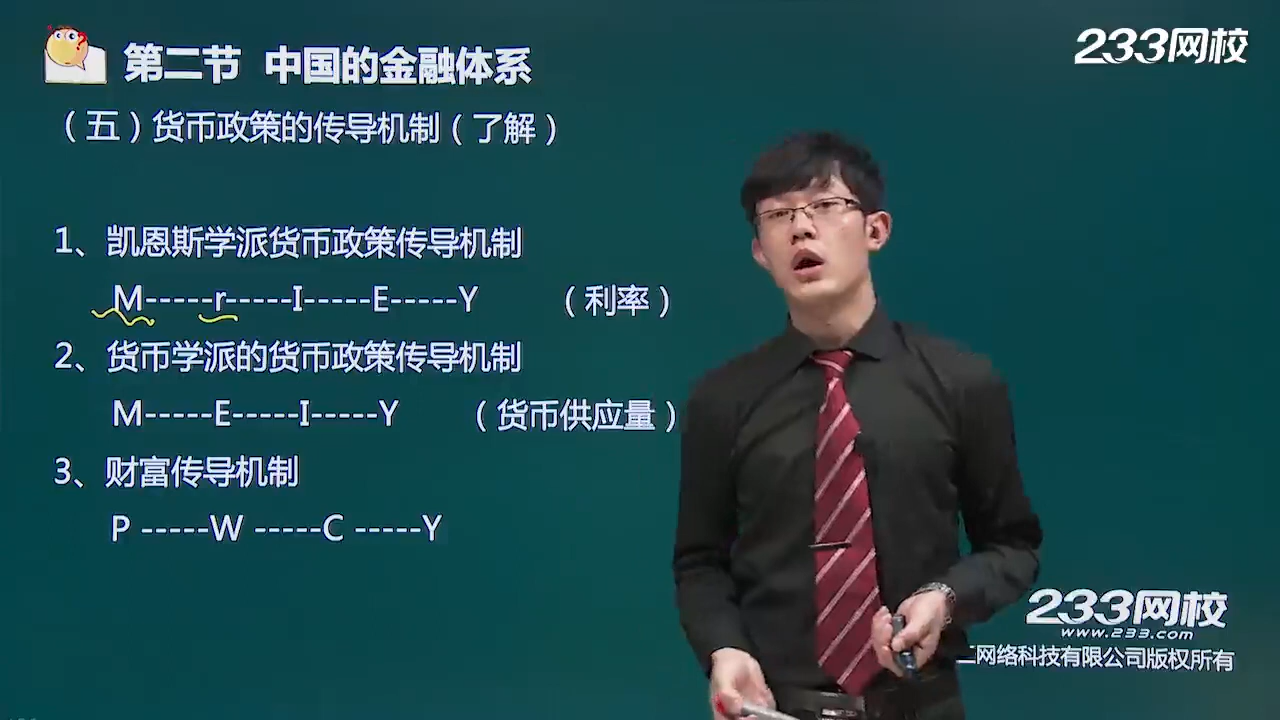 第二节 中国的金融体系
233网校
（五）货币政策的传导机制（了解）
1、凯恩斯学派货币政策传导机制
M-----r-----I-----E-----Y （利率）
2、货币学派的货币政策传导机制
M-----E-----I-----Y （货币供应量）
3、财富传导机制
P -----W -----C -----Y
233网校
www.233.com
网络科技有限公司版权所有